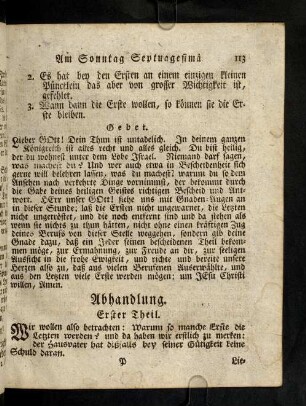 Am Sonntag Septuagesimä 113
2. Es hat bey den Ersten an einem einzigen kleinen
Pünctlein das aber von grosser Wichtigkeit ist,
gefehlet.
3. Wann dann die Erste wollen, so können sie die Er-
ste bleiben.
Gebet.
Lieber GOtt! Dein Thun ist untadelich. In deinem ganzen
Königreich ist alles recht und alles gleich. Du bist heilig,
der du wohnest unter dem Lobe Israel. Niemand darf sagen,
was machest du? Und wer auch etwa in Bescheidenheit sich
gerne will belehren lassen, was du machest? warum du so dem
Ansehen nach verkehrte Dinge vornimmst, der bekommt durch
die Gabe deines heiligen Geistes richtige Deutung und Ant-
wort. HErr unser GOtt! siehe uns mit Gnaden-Augen an
in dieser Stunde; laß die Ersten nicht ungewarnet, die Letzten
nicht ungetröstet, und die noch entfernt sind und da stehen als
wenn sie nichts zu thun hätten, nicht ohne einen kräftigen Zug
deines Berufs von dieser Stelle weggehen, sondern gib deine
Gnade dazu, daß ein Jeder seinen bescheidenen Theil bekom-
men möge, zur Ermahnung, zur Freude an dir, zur seeligen
Aussicht in die frohe Ewigkeit, und richte und bereite unsere
Herzen also zu, daß aus vielen Berufenen Auserwählte, und
aus den Letzten viele Erste werden mögen; um JEsu Christi
willen, Amen.
Abhandlung.
Erster Theil.
Wir wollen also betrachten: Warum so manche Erste die
Letzten werden? und da haben wir erstlich zu merken:
der Hausvater hat dißfalls bey seiner Gütigkeit keine
Schuld daran.
P Lie-